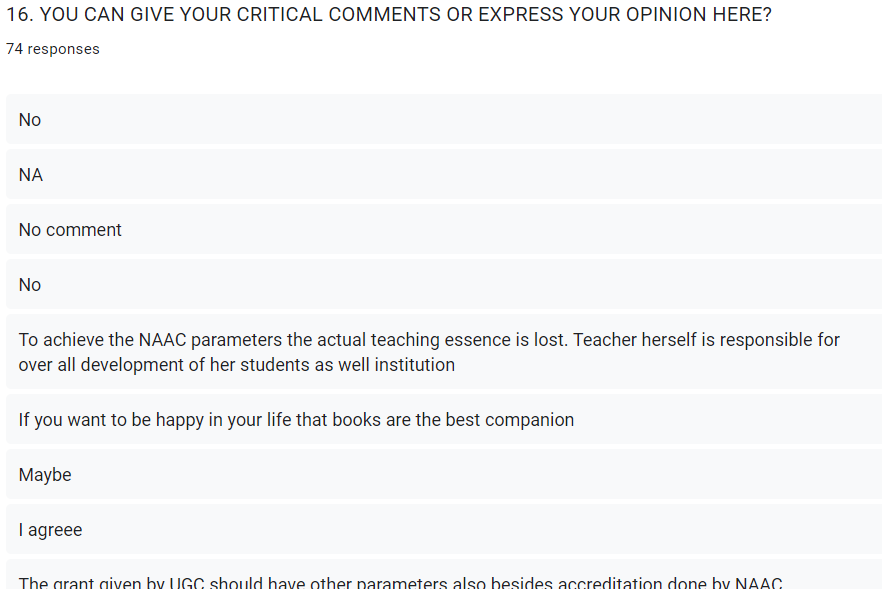 16. YOU CAN GIVE YOUR CRITICAL COMMENTS OR EXPRESS YOUR OPINION HERE?
74 responses
No
NA
No comment
No
To achieve the NAAC parameters the actual teaching essence is lost. Teacher herself is responsible for
over all development of her students as well institution
If you want to be happy in your life that books are the best companion
Maybe
I agreee
The grant given by UGC should have other parameters also besides accreditation done by NAAC